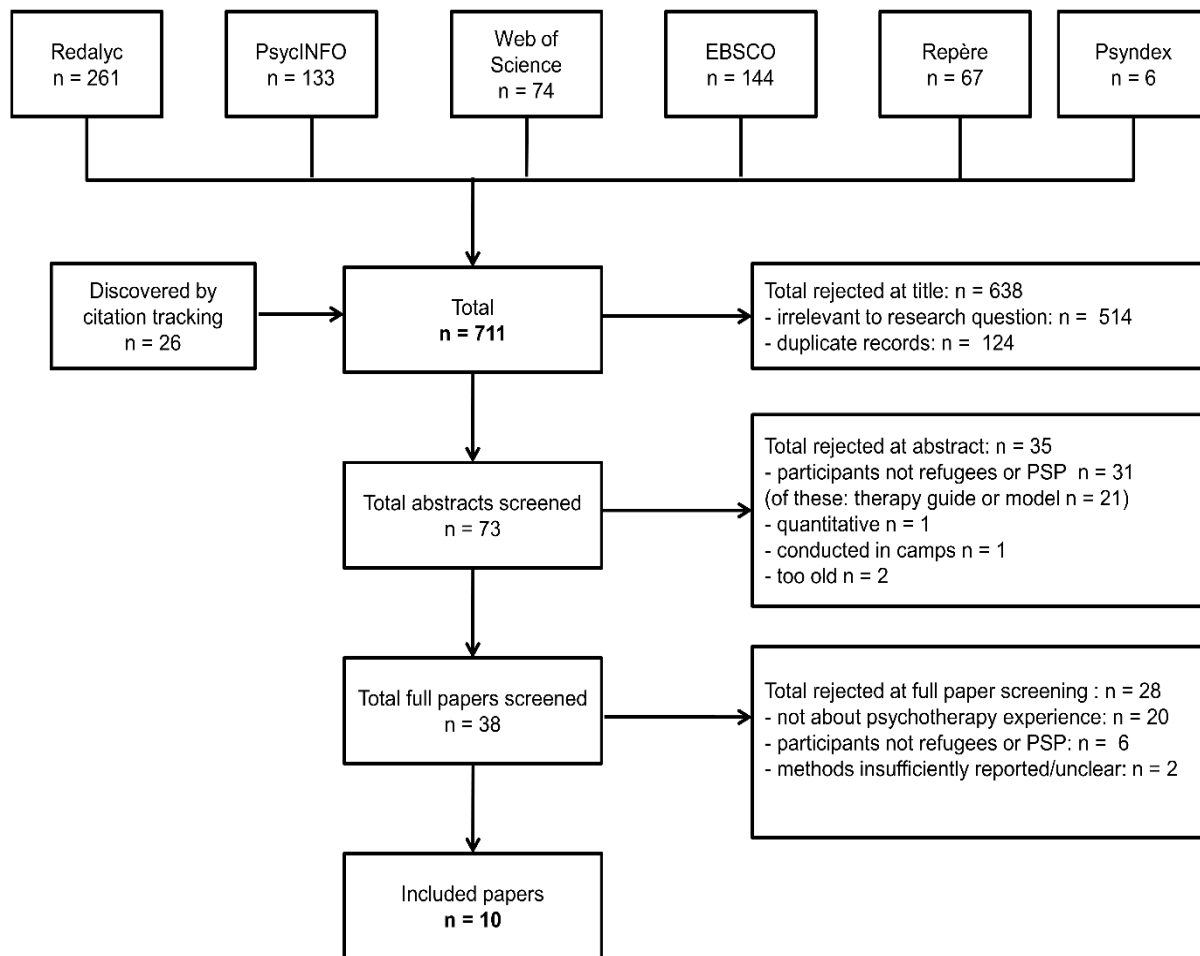 Redalyc
n = 261
PsycINFO
n = 133
Web of
Science
n = 74
EBSCO
n = 144
Repère
n = 67
Psyndex
n = 6
Discovered by
citation tracking
n = 26
Total
n = 711
Total rejected at title: n = 638
- irrelevant to research question: n =  514
- duplicate records: n =  124
Total abstracts screened
n = 73
Total rejected at abstract: n = 35
- participants not refugees or PSP  n = 31
(of these: therapy guide or model n = 21)
- quantitative n = 1
- conducted in camps n = 1
- too old n = 2
Total full papers screened
n = 38
Total rejected at full paper screening : n = 28
- not about psychotherapy experience: n = 20
- participants not refugees or PSP: n =  6
- methods insufficiently reported/unclear: n = 2
Included papers
n = 10